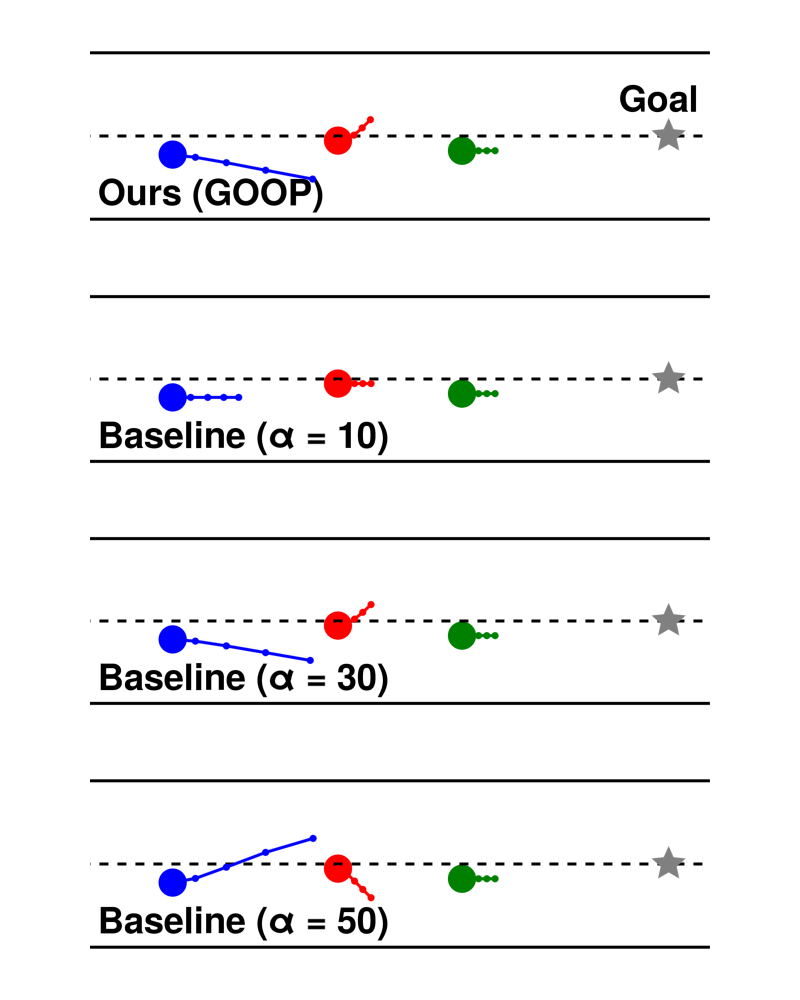 Goal
Ours (GOOP)
Baseline (α = 10)
Baseline (α = 30)
Baseline (α = 50)